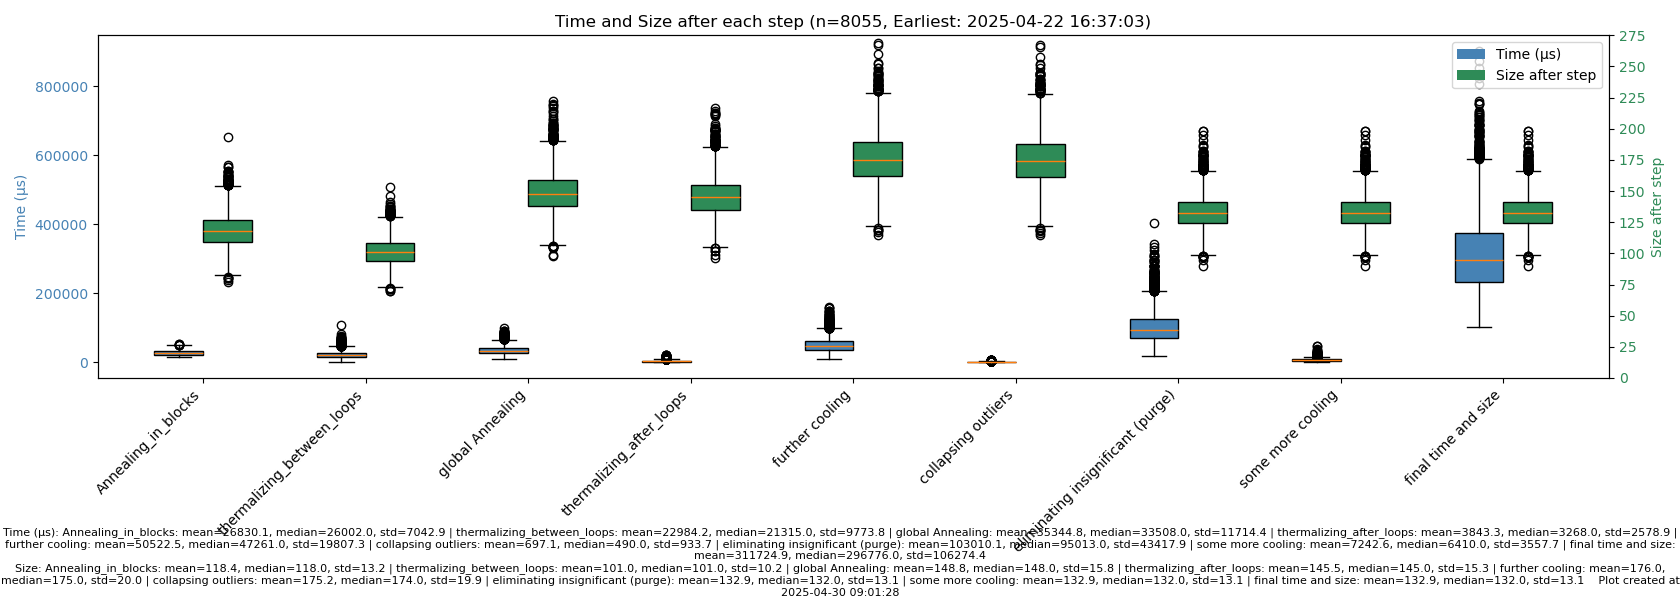 Time and Size after each step (n=8055, Earliest: 2025-04-22 16:37:03)
Time (µs)
Size after step
800000
600000
400000
200000
0
Time (µs)
275
250
225
200
175
150
125
100
75
50
25
0
Size after step
Annealing_in_blocks
thermalizing_between_loops
global Annealing
thermalizing_after_loops
further cooling
collapsing outliers
eliminating insignificant (purge)
some more cooling
final time and size
Time (µs): Annealing_in_blocks: mean=26830.1, median=26002.0, std=7042.9 | thermalizing_between_loops: mean=22984.2, median=21315.0, std=9773.8 | global Annealing: mean=35344.8, median=33508.0, std=11714.4 | thermalizing_after_loops: mean=3843.3, median=3268.0, std=2578.9 |
further cooling: mean=50522.5, median=47261.0, std=19807.3 | collapsing outliers: mean=697.1, median=490.0, std=933.7 | eliminating insignificant (purge): mean=103010.1, median=95013.0, std=43417.9 | some more cooling: mean=7242.6, median=6410.0, std=3557.7 | final time and size:
mean=311724.9, median=296776.0, std=106274.4
Size: Annealing_in_blocks: mean=118.4, median=118.0, std=13.2 | thermalizing_between_loops: mean=101.0, median=101.0, std=10.2 | global Annealing: mean=148.8, median=148.0, std=15.8 | thermalizing_after_loops: mean=145.5, median=145.0, std=15.3 | further cooling: mean=176.0,
median=175.0, std=20.0 | collapsing outliers: mean=175.2, median=174.0, std=19.9 | eliminating insignificant (purge): mean=132.9, median=132.0, std=13.1 | some more cooling: mean=132.9, median=132.0, std=13.1 | final time and size: mean=132.9, median=132.0, std=13.1    Plot created at
2025-04-30 09:01:28